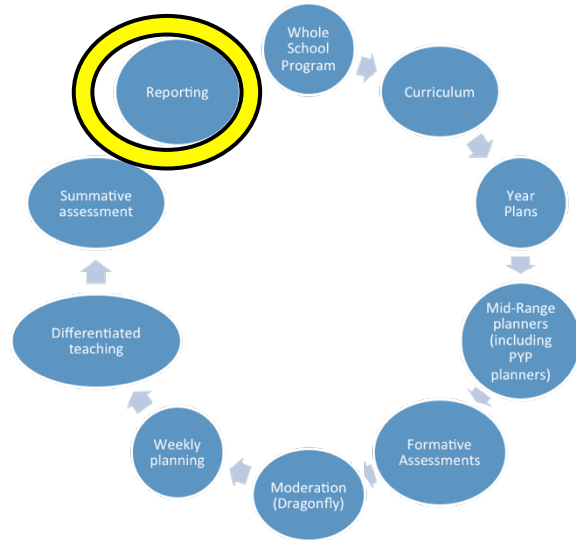 Whole
School
Program
Curriculum
Year
Plans
Mid-Range
planners
(including
PYP
planners)
Formative
Assessments
Moderation
(Dragonfly)
Weekly
planning
Differentiated
teaching
Summative
assessment
Reporting